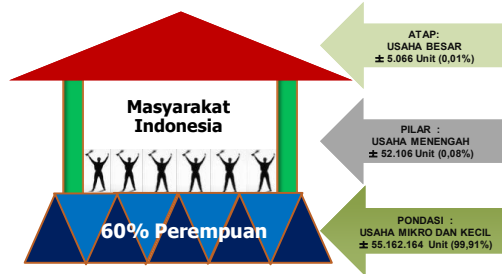 ATAP:
USAHA BESAR
± 5.066 Unit (0,01%)
Masyarakat
Indonesia
PILAR :
USAHA MENENGAH
± 52.106 Unit (0,08%)
60% Perempuan
PONDASI :
USAHA MIKRO DAN KECIL
± 55.162.164 Unit (99,91%)